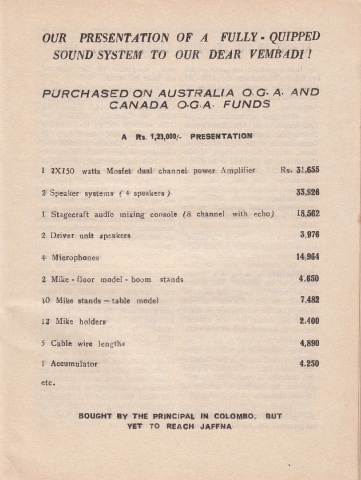 OUR PRESENTATION OF A FULLY-QUIPPED
SOUND SYSTEM TO OUR DEAR VEMBADI!
PURCHASED ON AUSTRALIA O.G.A. AND
CANADA O.G.A. FUNDS
A Rs. 1,23,000/- PRESENTATION
1 2X150 watts Mosfet dual channel power Amplifier Rs. 31,655
2 Speaker systems (4 speakers) 33,926
1 Stagecraft audio mixing console (8 channel with echo) 18,562
2 Driver unit speakers 3,976
4 Microphones 14,964
2 Mike-floor model-boom stands 4.650
10 Mike stands-table model 7.482
12 Mike holders 2.400
5 Cable wire lengths 4,890
1 Accumulator 4.250
etc.
BOUGHT BY THE PRINCIPAL IN COLOMBO, BUT
YET TO REACH JAFFNA